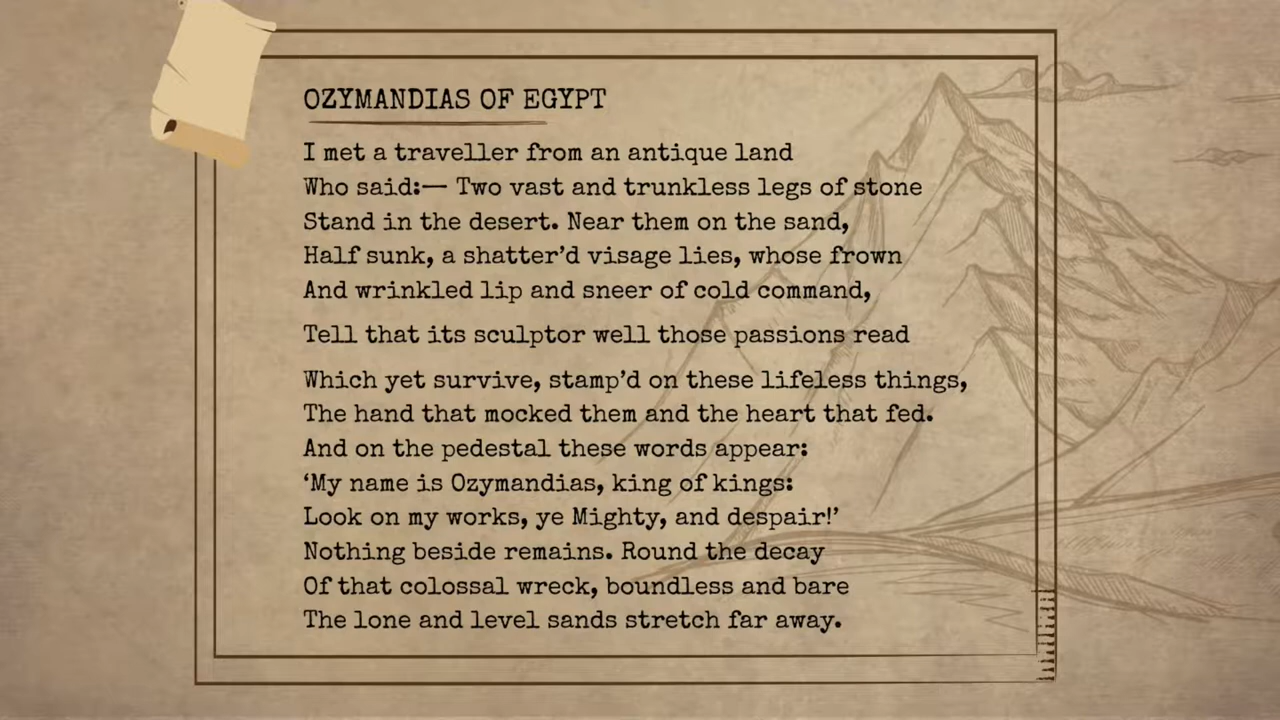 OZYMANDIAS OF EGYPT
I met a traveller from an antique land
Who said:— Two vast and trunkless legs of stone
Stand in the desert. Near them on the sand,
Half sunk, a shatter’d visage lies, whose frown
And wrinkled lip and sneer of cold command,
Tell that its sculptor well those passions read
Which yet survive, stamp’d on these lifeless things,
The hand that mocked them and the heart that fed.
And on the pedestal these words appear:
‘My name is Ozymandias, king of kings:
Look on my works, ye Mighty, and despair!’
Nothing beside remains. Round the decay
Of that colossal wreck, boundless and bare
The lone and level sands stretch far away.